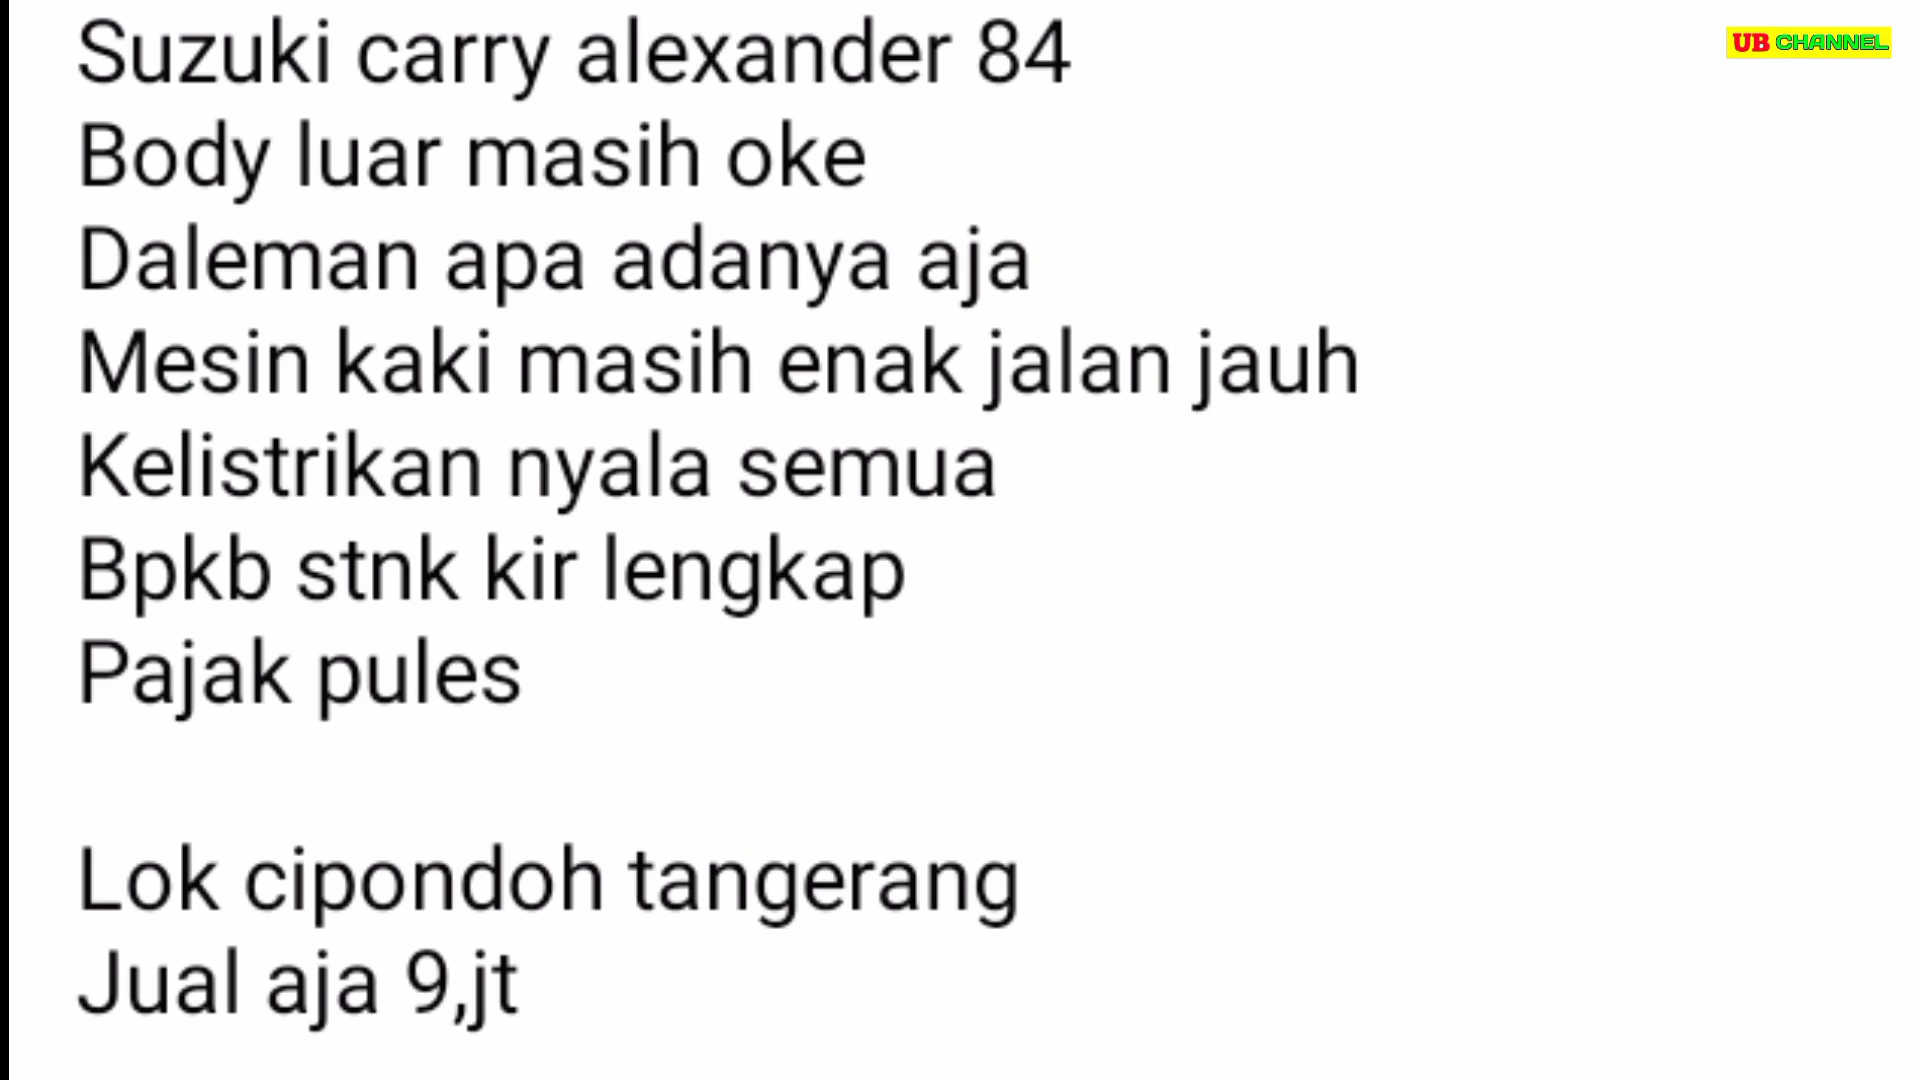 Suzuki carry alexander 84
UB CHANNEL
Body luar masih oke
Daleman apa adanya aja
Mesin kaki masih enak jalan jauh
Kelistrikan nyala semua
Bpkb stnk kir lengkap
Pajak pules
Lok cipondoh tangerang
Jual aja 9,jt